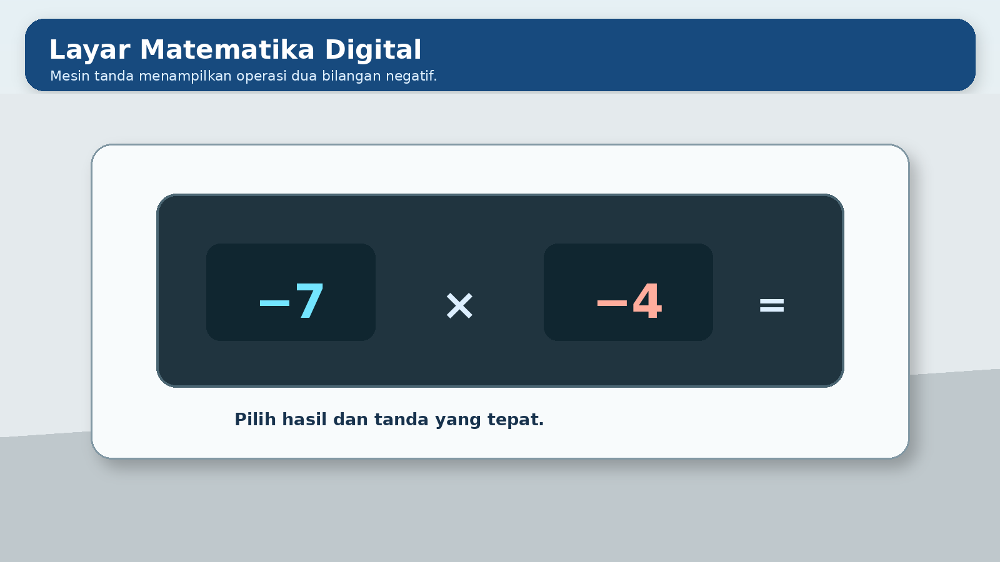 Layar Matematika Digital
Mesin tanda menampilkan operasi dua bilangan negatif.
−7 × −4 =
Pilih hasil dan tanda yang tepat.